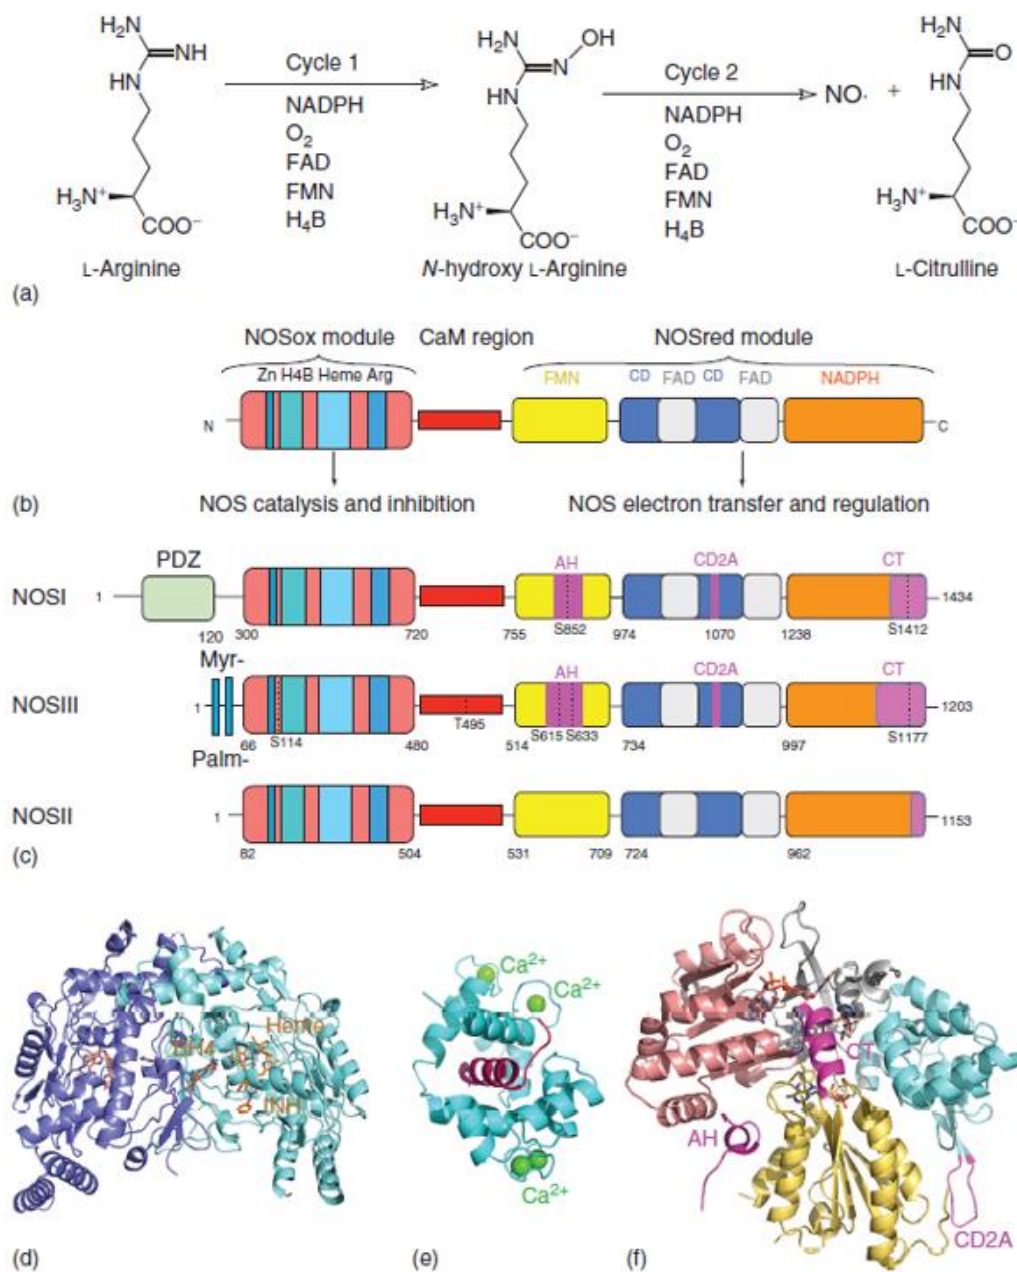 H₂N
NH
HN
H₃N⁺
COO⁻
L-Arginine
Cycle 1
NADPH
O₂
FAD
FMN
H₄B
H₂N
OH
N
HN
H₃N⁺
COO⁻
N-hydroxy L-Arginine
Cycle 2
NADPH
O₂
FAD
FMN
H₄B
NO· +
H₂N
O
HN
H₃N⁺
COO⁻
L-Citrulline
(a)
NOSox module CaM region NOSred module
Zn H4B Heme Arg FMN CD FAD CD FAD NADPH
N C
(b) NOS catalysis and inhibition NOS electron transfer and regulation
PDZ AH CD2A CT
NOSI 1 1434
120 300 720 755 S852 974 1070 1238 S1412
Myr- AH CD2A CT
NOSIII 1 1203
66 S114 480 T495 514 S615 S633 734 997 S1177
Palm-
NOSII 1 1153
(c) 82 504 531 709 724 962
Heme
BH4
INH
(d)
Ca²⁺
Ca²⁺
Ca²⁺
(e)
CT
AH
CD2A
(f)